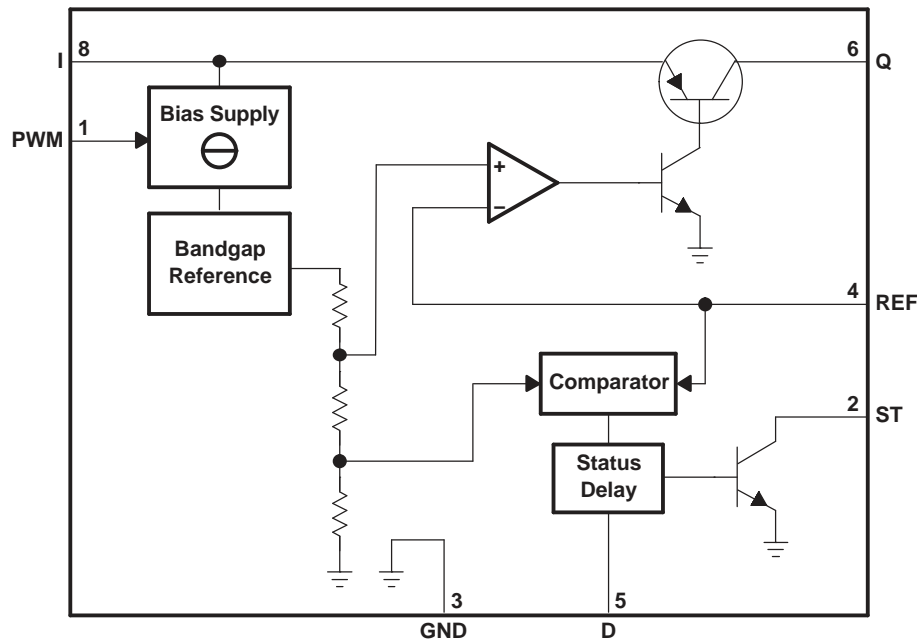 8
I
6
Q
Bias Supply
1
PWM
+
−
Bandgap
Reference
4
REF
Comparator
2
ST
Status
Delay
3
GND
5
D